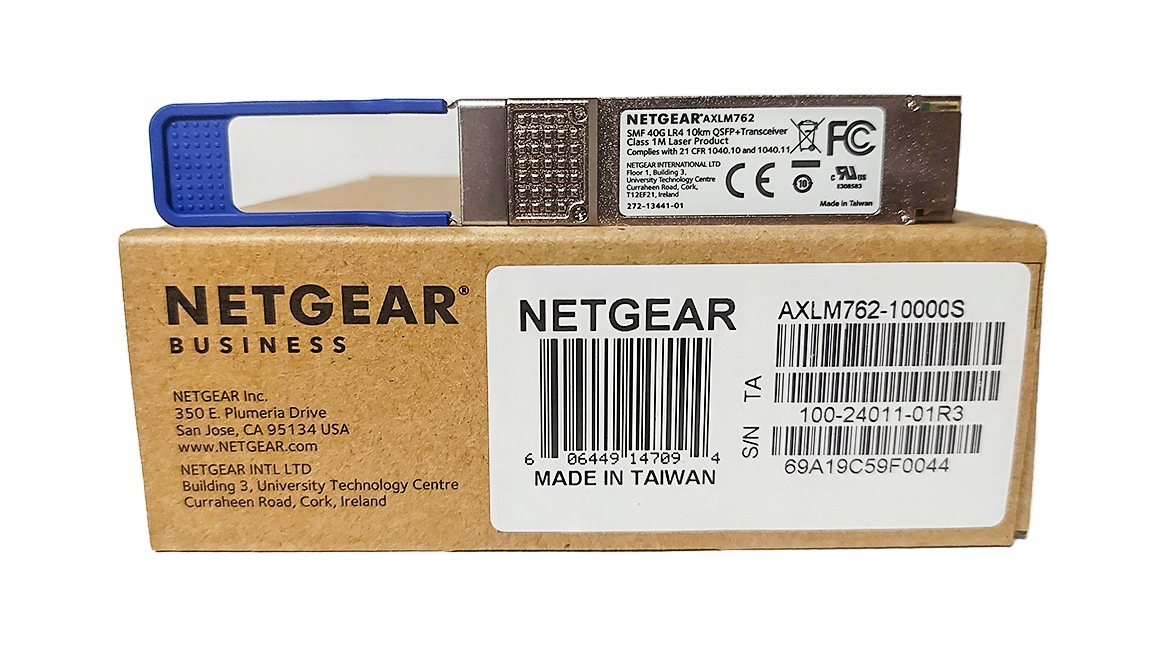 NETGEAR® AXLM762
SMF 40G LR4 10km QSFP+Transceiver
Class 1M Laser Product
Complies with 21 CFR 1040.10 and 1040.11
NETGEAR INTERNATIONAL LTD
Floor 1, Building 3,
University Technology Centre
Curraheen Road, Cork,
T12EF21, Ireland
272-13441-01
CE
10
FC
c UL us
E308583
Made in Taiwan
NETGEAR®
BUSINESS
NETGEAR Inc.
350 E. Plumeria Drive
San Jose, CA 95134 USA
www.NETGEAR.com
NETGEAR INTL LTD
Building 3, University Technology Centre
Curraheen Road, Cork, Ireland
NETGEAR
6 06449 14709 4
MADE IN TAIWAN
AXLM762-10000S
TA
100-24011-01R3
S/N
69A19C59F0044